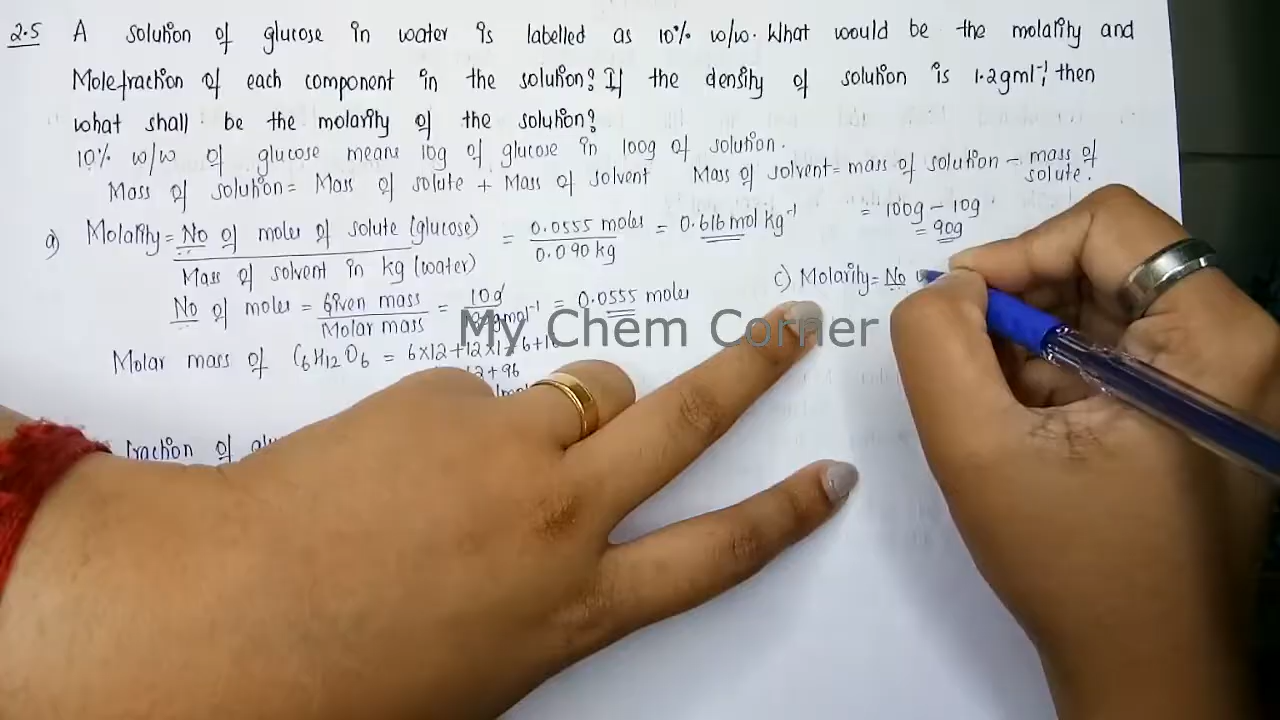 2.5 A solution of glucose in water is labelled as 10% w/w. What would be the molality and
Molefraction of each component in the solution? If the density of solution is 1.2gml⁻¹, then
what shall be the molarity of the solution?
10% w/w of glucose means 10g of glucose in 100g of solution.
Mass of solution = Mass of solute + Mass of solvent Mass of solvent = mass of solution - mass of solute.
= 100g - 10g
= 90g
a) Molality = No of moles of solute (glucose) / Mass of solvent in kg (water) = 0.0555 moles / 0.090 kg = 0.616 mol kg⁻¹
No of moles = Given mass / Molar mass = 10g / gmol⁻¹ = 0.0555 moles
Molar mass of C6H12O6 = 6x12+12x1
+96
fraction of
c) Molarity = No
My Chem Corner